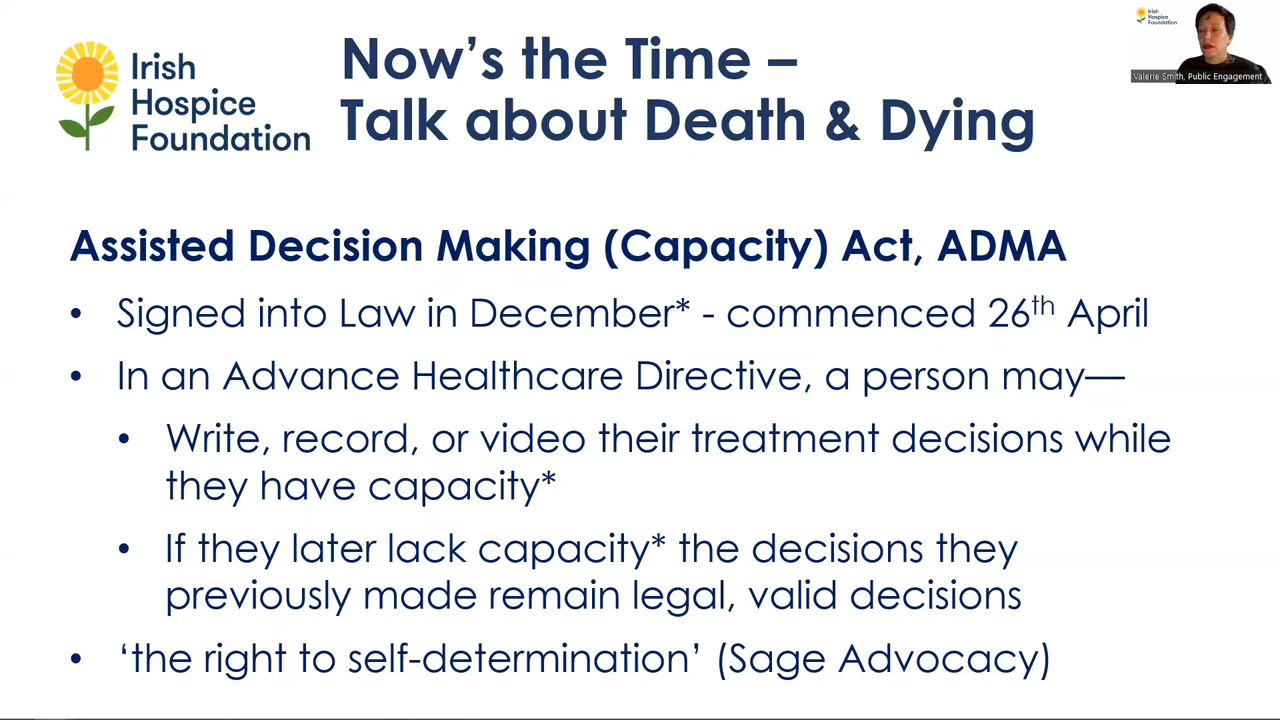 Irish
Hospice
Foundation
Now's the Time –
Talk about Death & Dying
Irish
Hospice
Foundation
Valerie Smith, Public Engagement
Assisted Decision Making (Capacity) Act, ADMA
• Signed into Law in December* - commenced 26th April
• In an Advance Healthcare Directive, a person may—
• Write, record, or video their treatment decisions while
they have capacity*
• If they later lack capacity* the decisions they
previously made remain legal, valid decisions
• ‘the right to self-determination’ (Sage Advocacy)